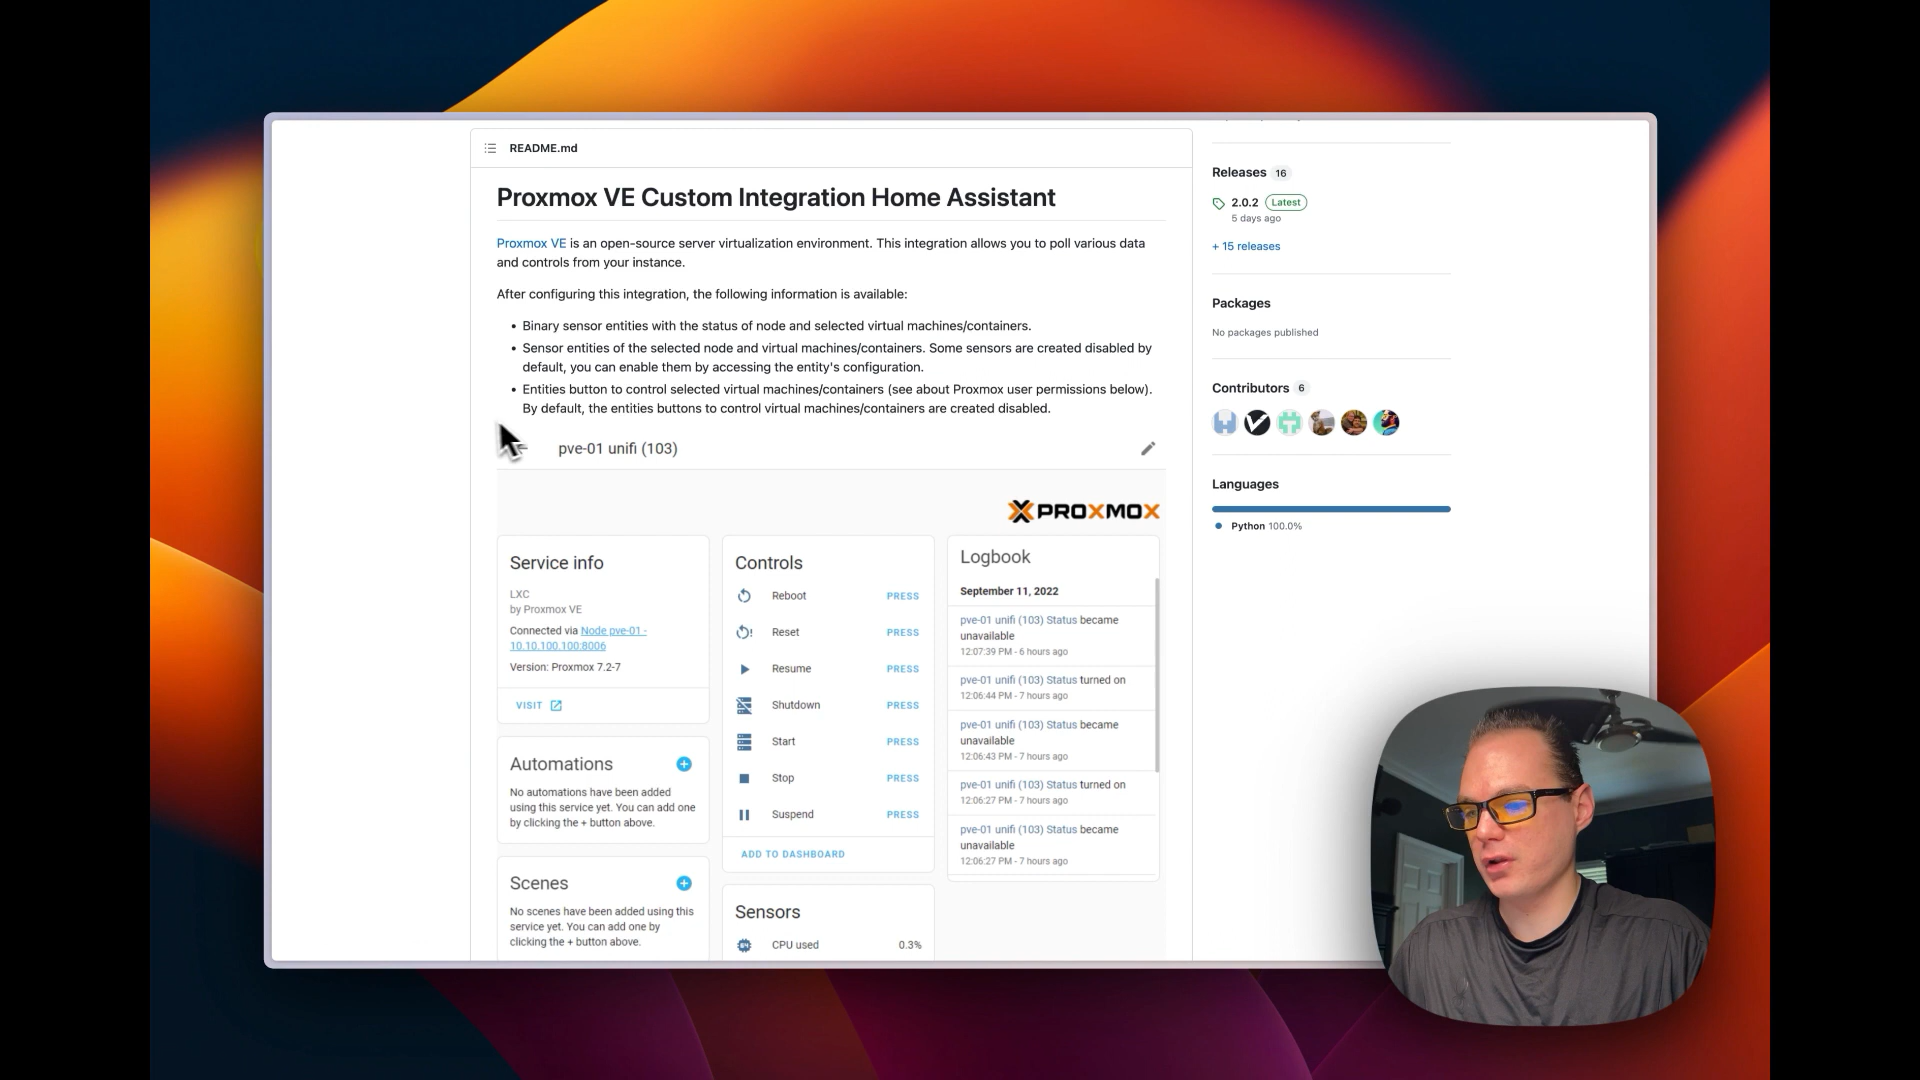 README.md
Proxmox VE Custom Integration Home Assistant
Proxmox VE is an open-source server virtualization environment. This integration allows you to poll various data
and controls from your instance.
After configuring this integration, the following information is available:
• Binary sensor entities with the status of node and selected virtual machines/containers.
• Sensor entities of the selected node and virtual machines/containers. Some sensors are created disabled by
default, you can enable them by accessing the entity's configuration.
• Entities button to control selected virtual machines/containers (see about Proxmox user permissions below).
By default, the entities buttons to control virtual machines/containers are created disabled.
pve-01 unifi (103)
PROXMOX
Service info
LXC
by Proxmox VE
Connected via Node pve-01 -
10.10.100.100:8006
Version: Proxmox 7.2-7
VISIT
Automations
No automations have been added
using this service yet. You can add one
by clicking the + button above.
Scenes
No scenes have been added using this
service yet. You can add one by
clicking the + button above.
Controls
Reboot PRESS
Reset PRESS
Resume PRESS
Shutdown PRESS
Start PRESS
Stop PRESS
Suspend PRESS
ADD TO DASHBOARD
Sensors
CPU used 0.3%
Logbook
September 11, 2022
pve-01 unifi (103) Status became
unavailable
12:07:39 PM - 6 hours ago
pve-01 unifi (103) Status turned on
12:06:44 PM - 7 hours ago
pve-01 unifi (103) Status became
unavailable
12:06:43 PM - 7 hours ago
pve-01 unifi (103) Status turned on
12:06:27 PM - 7 hours ago
pve-01 unifi (103) Status became
unavailable
12:06:27 PM - 7 hours ago
Releases 16
2.0.2 Latest
5 days ago
+ 15 releases
Packages
No packages published
Contributors 6
Languages
Python 100.0%